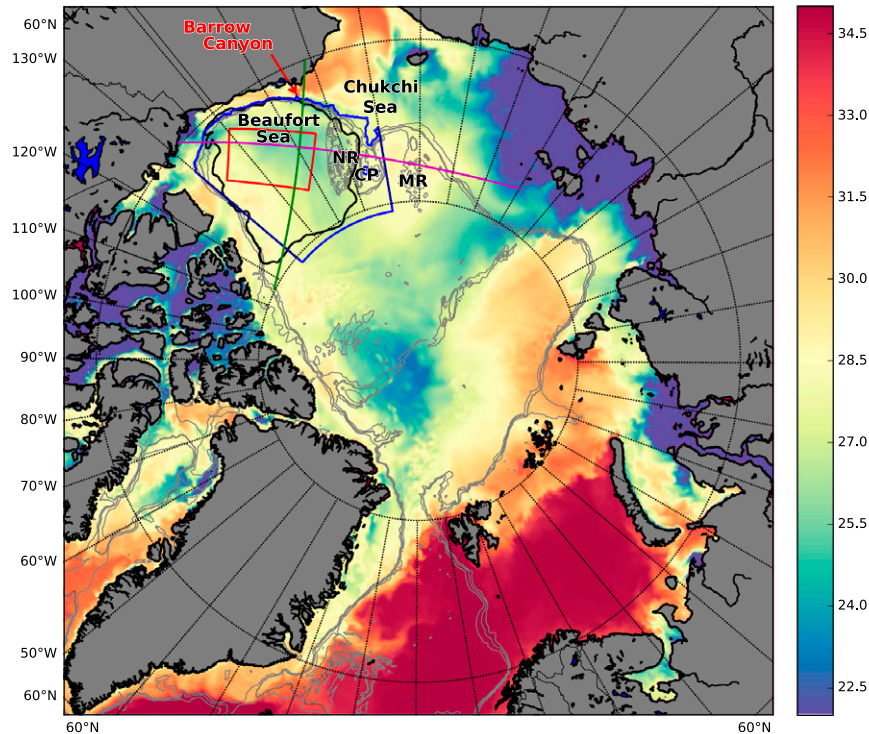 60°N
130°W
120°W
110°W
100°W
90°W
80°W
70°W
60°W
50°W
60°N
60°N
60°N
Barrow
Canyon
Chukchi
Sea
Beaufort
Sea
NR
CP
MR
34.5
33.0
31.5
30.0
28.5
27.0
25.5
24.0
22.5